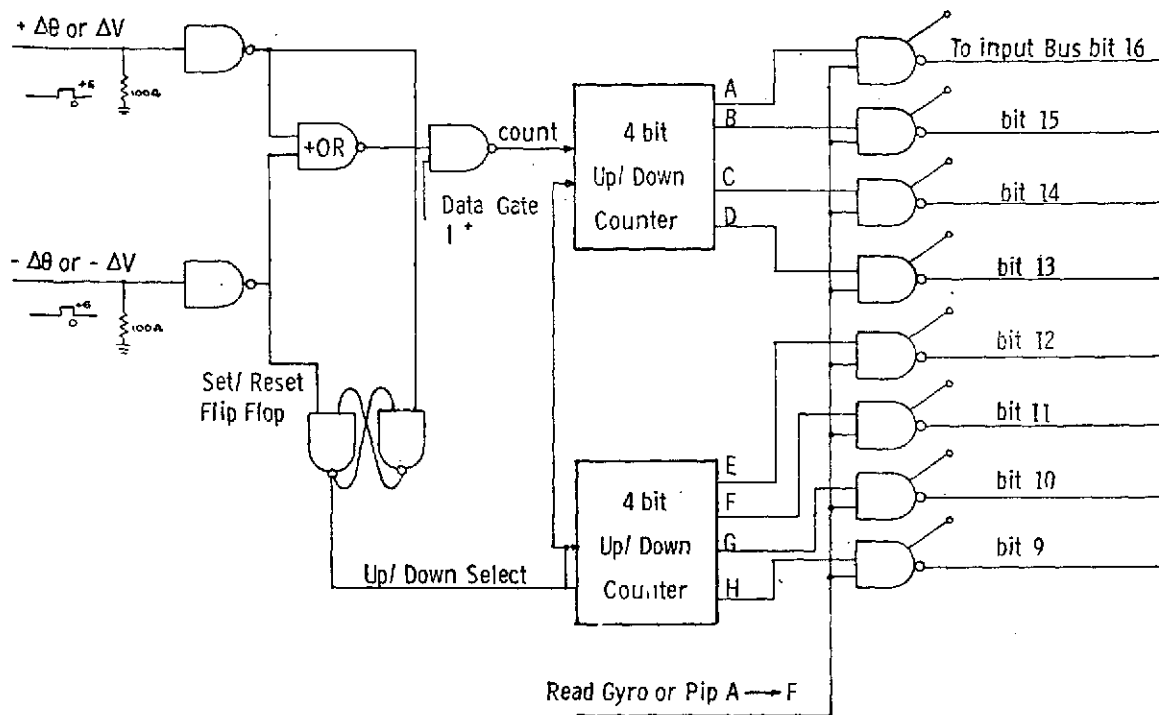 + Δθ or ΔV
+6
0
100Ω
+OR
count
Data Gate
1 +
- Δθ or - ΔV
+6
0
100Ω
Set/ Reset
Flip Flop
Up/ Down Select
4 bit
Up/ Down
Counter
A
B
C
D
4 bit
Up/ Down
Counter
E
F
G
H
To input Bus bit 16
bit 15
bit 14
bit 13
bit 12
bit 11
bit 10
bit 9
Read Gyro or Pip A → F